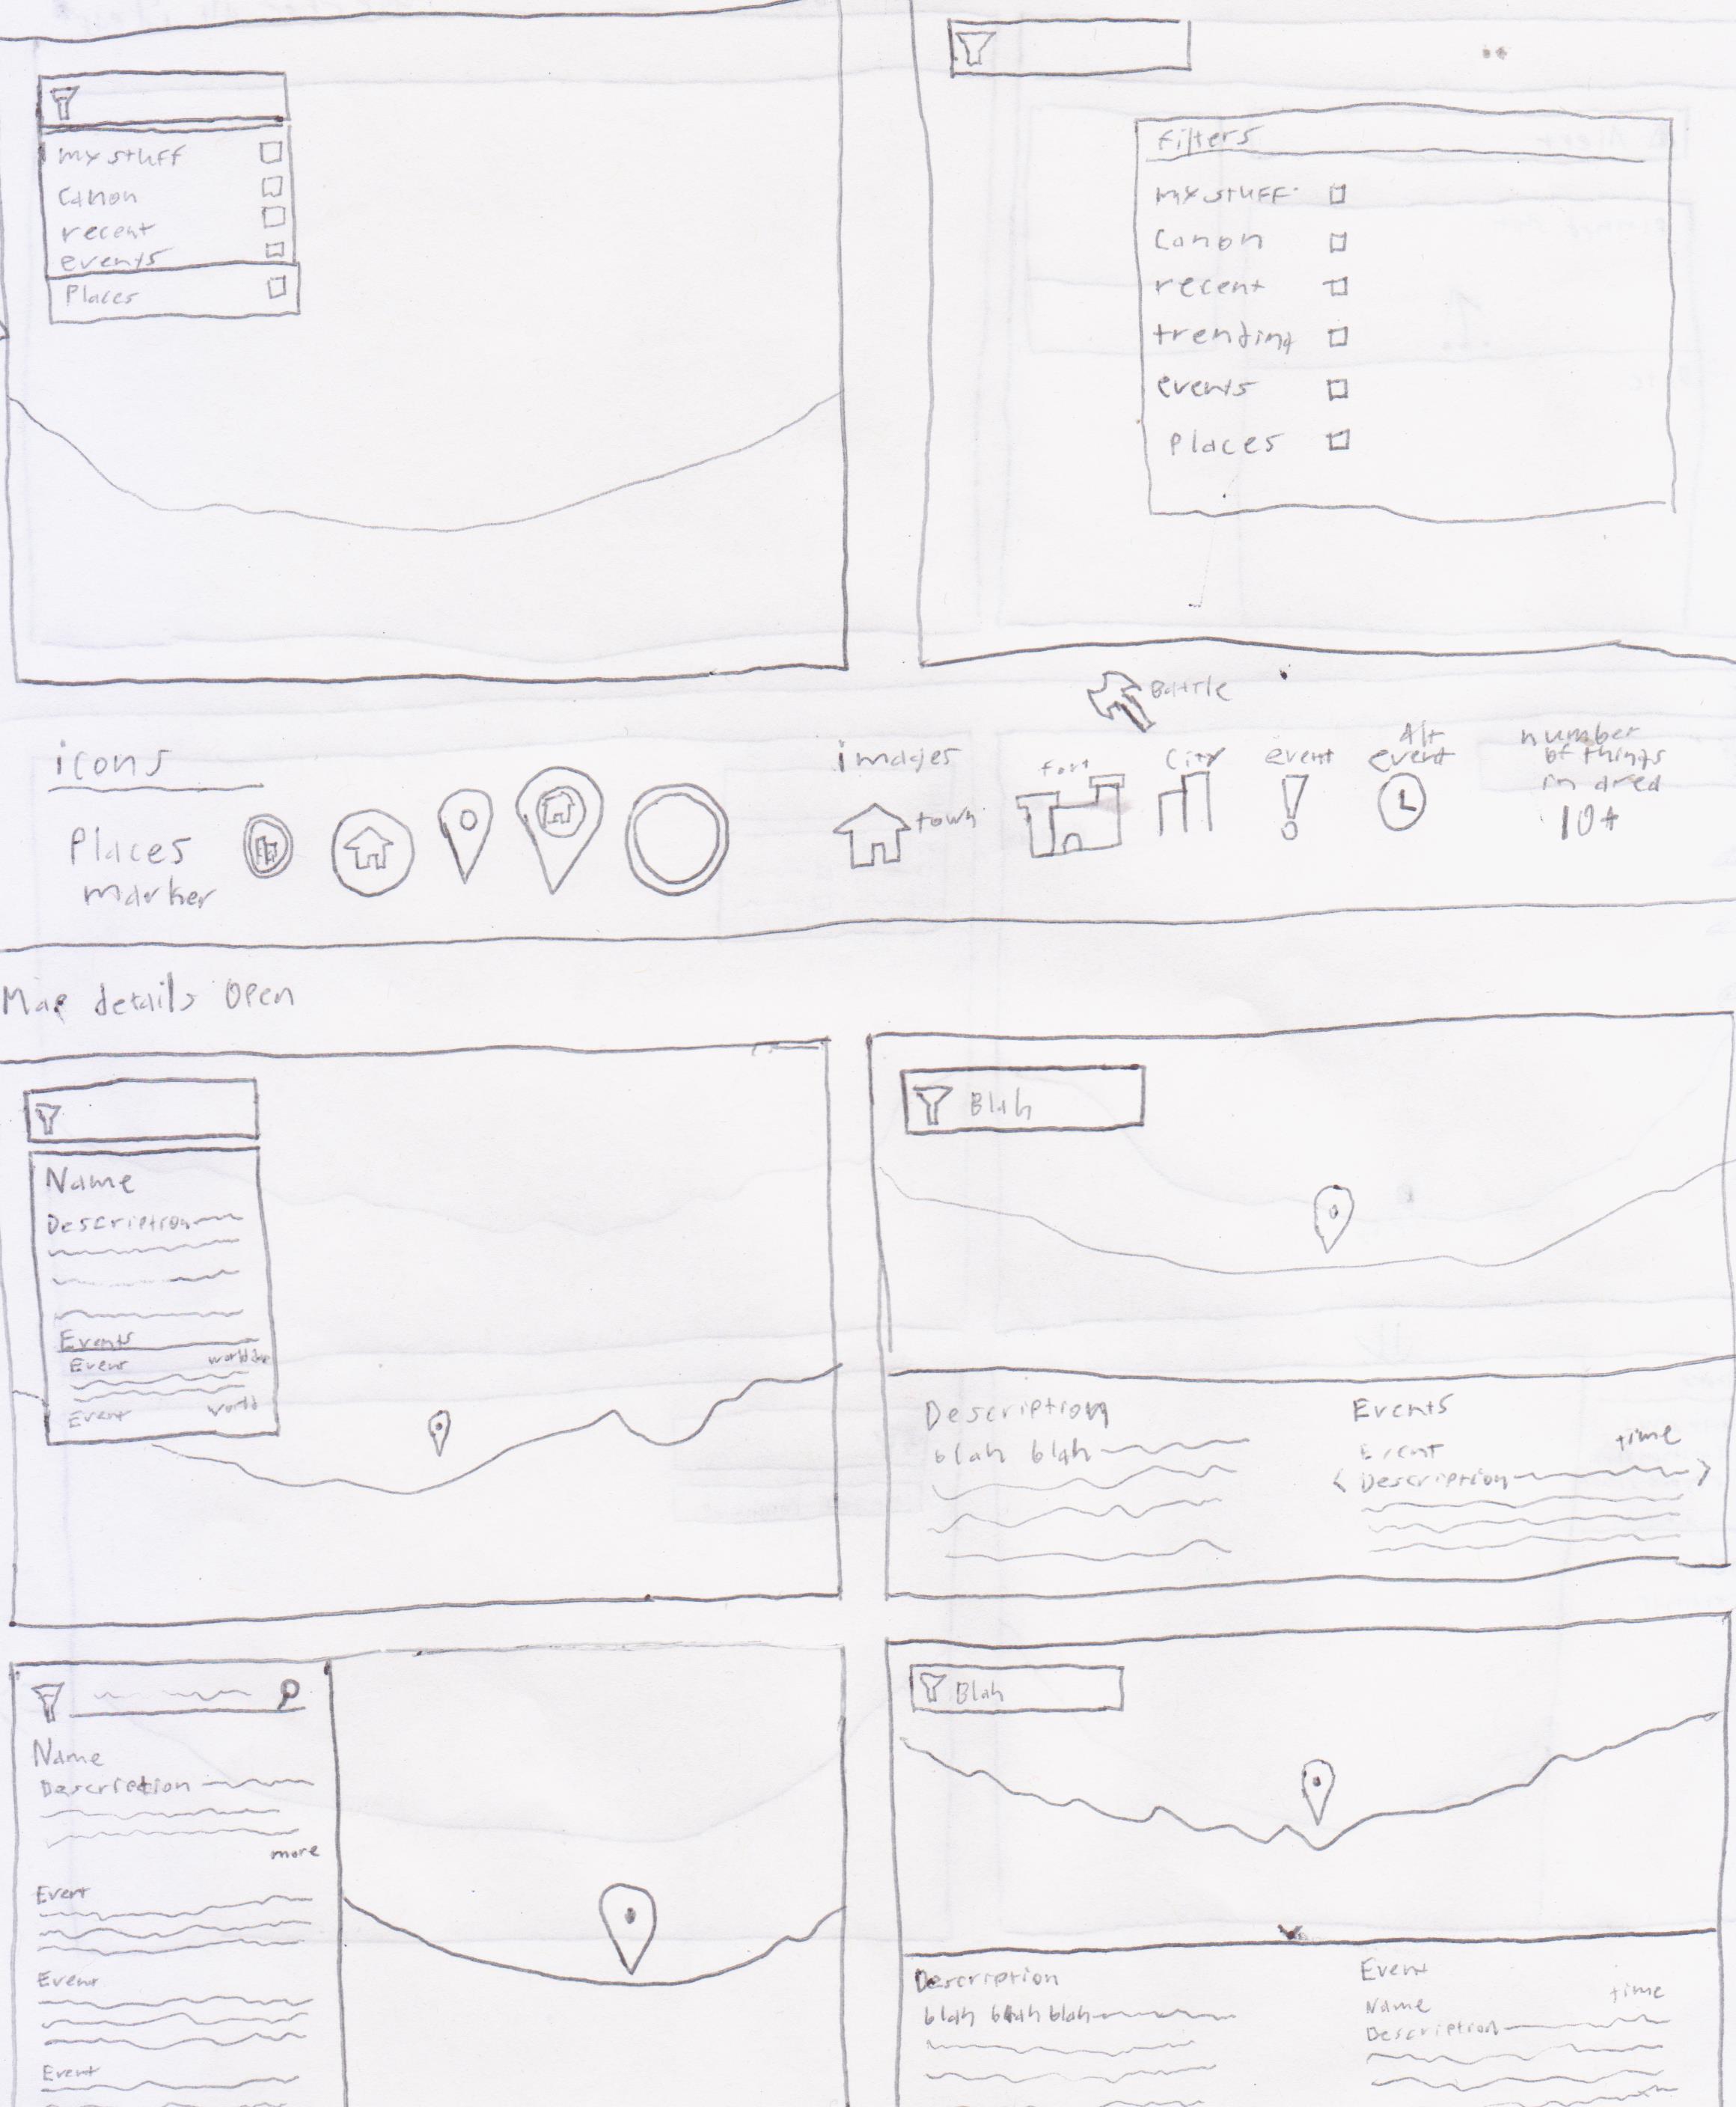 my stuff
Canon
recent
events
Places
Filters
my stuff
Canon
recent
trending
events
Places
Battle
icons
Places
marker
images
town
fort
City
event
Alt
event
number
of things
in area
10+
Map details Open
Name
Description
Events
Event
Event world
Blah
Description
blah blah
Events
Event time
< Description >
Name
Description
more
Event
Event
Event
Blah
Description
blah blah blah
Event
Name time
Description